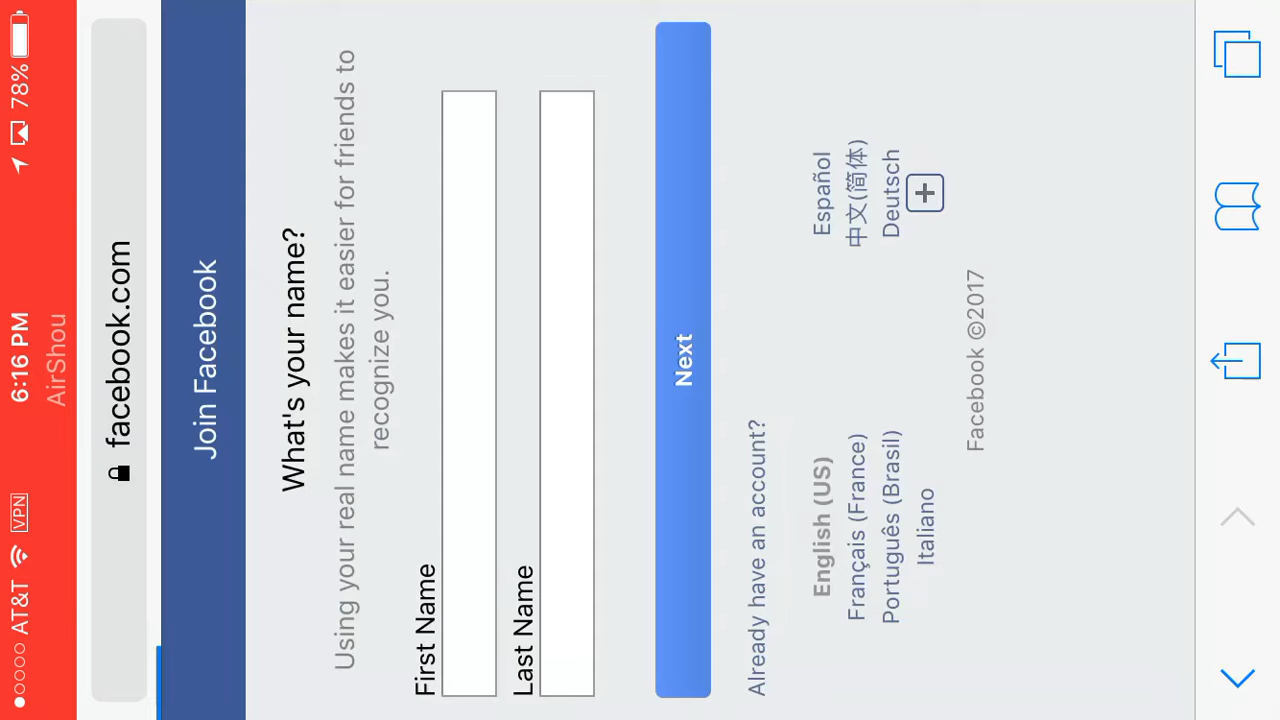 AT&T VPN 6:16 PM 78%
AirShou
facebook.com
Join Facebook
What's your name?
Using your real name makes it easier for friends to
recognize you.
First Name
Last Name
Next
Already have an account?
English (US) Español
Français (France) 中文(简体)
Português (Brasil) Deutsch
Italiano
Facebook ©2017